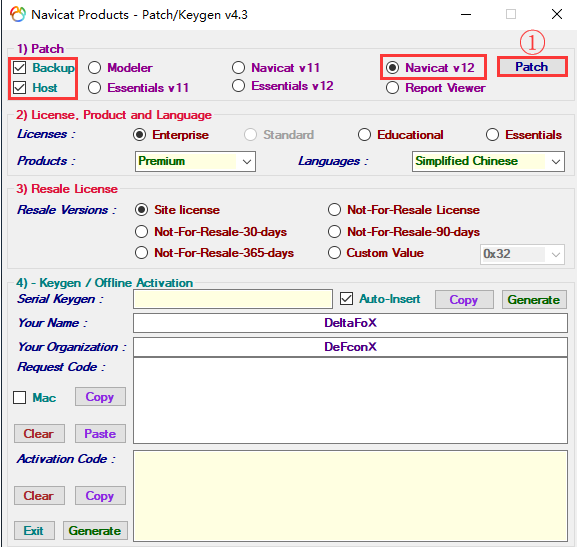 Navicat Products - Patch/Keygen v4.3
①
1) Patch
Backup Modeler Navicat v11 Navicat v12 Patch
Host Essentials v11 Essentials v12 Report Viewer
2) License, Product and Language
Licenses : Enterprise Standard Educational Essentials
Products : Premium Languages : Simplified Chinese
3) Resale License
Resale Versions : Site license Not-For-Resale License
Not-For-Resale-30-days Not-For-Resale-90-days
Not-For-Resale-365-days Custom Value 0x32
4) - Keygen / Offline Activation
Serial Keygen : Auto-Insert Copy Generate
Your Name : DeltaFoX
Your Organization : DeFconX
Request Code :
Mac Copy
Clear Paste
Activation Code :
Clear Copy
Exit Generate